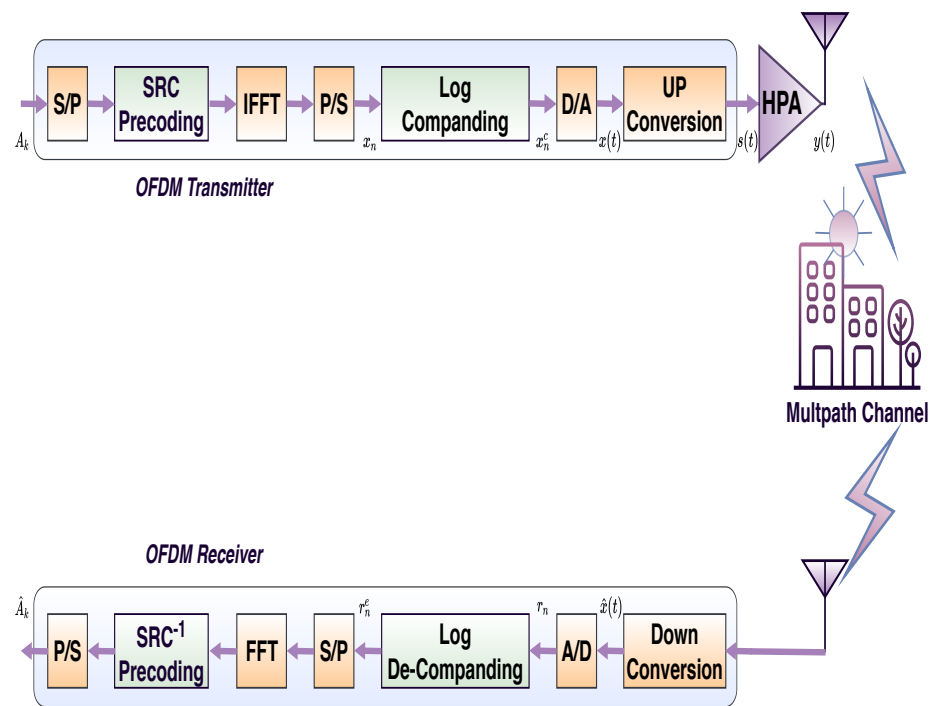 S/P
SRC
Precoding
IFFT
P/S
Log
Companding
D/A
UP
Conversion
HPA
A_k
x_n
x_n^c
x(t)
s(t)
y(t)
OFDM Transmitter
Multpath Channel
OFDM Receiver
Â_k
r_n^e
r_n
x̂(t)
P/S
SRC⁻¹
Precoding
FFT
S/P
Log
De-Companding
A/D
Down
Conversion